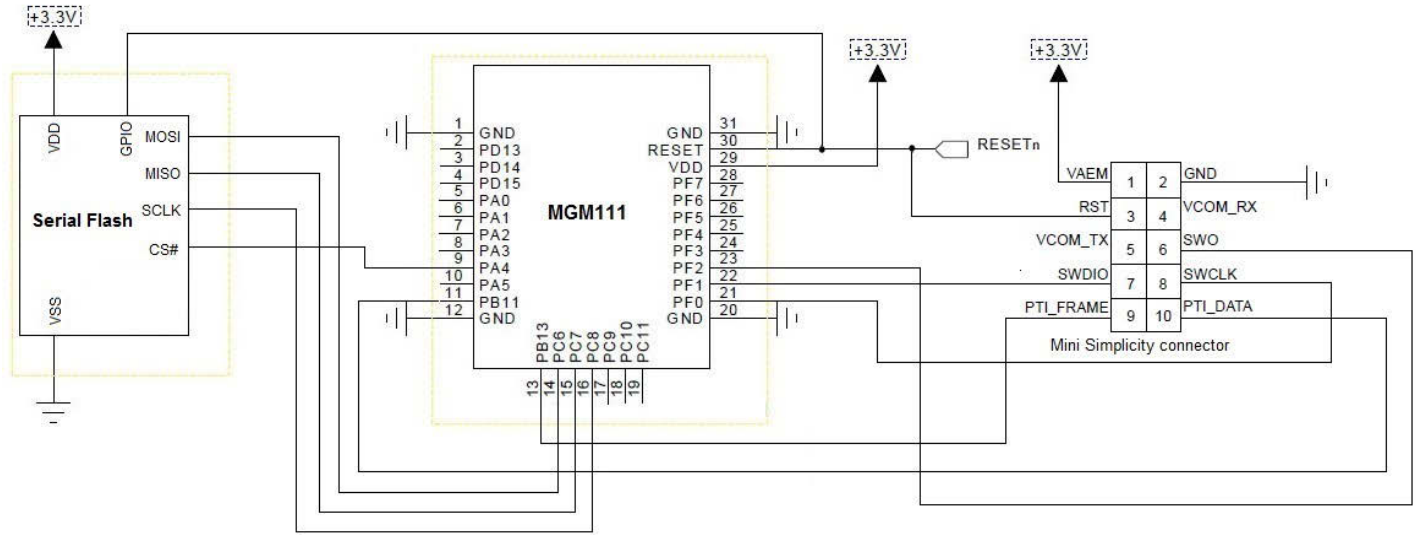 +3.3V
+3.3V
+3.3V
VDD
GPIO
MOSI
MISO
SCLK
CS#
VSS
Serial Flash
MGM111
1 GND
2 PD13
3 PD14
4 PD15
5 PA0
6 PA1
7 PA2
8 PA3
9 PA4
10 PA5
11 PB11
12 GND
13 PB13
14 PC6
15 PC7
16 PC8
17 PC9
18 PC10
19 PC11
GND 31
RESET 30
VDD 29
PF7 28
PF6 27
PF5 26
PF4 25
PF3 24
PF2 23
PF1 22
PF0 21
GND 20
RESETn
VAEM 1 2 GND
RST 3 4 VCOM_RX
VCOM_TX 5 6 SWO
SWDIO 7 8 SWCLK
PTI_FRAME 9 10 PTI_DATA
Mini Simplicity connector